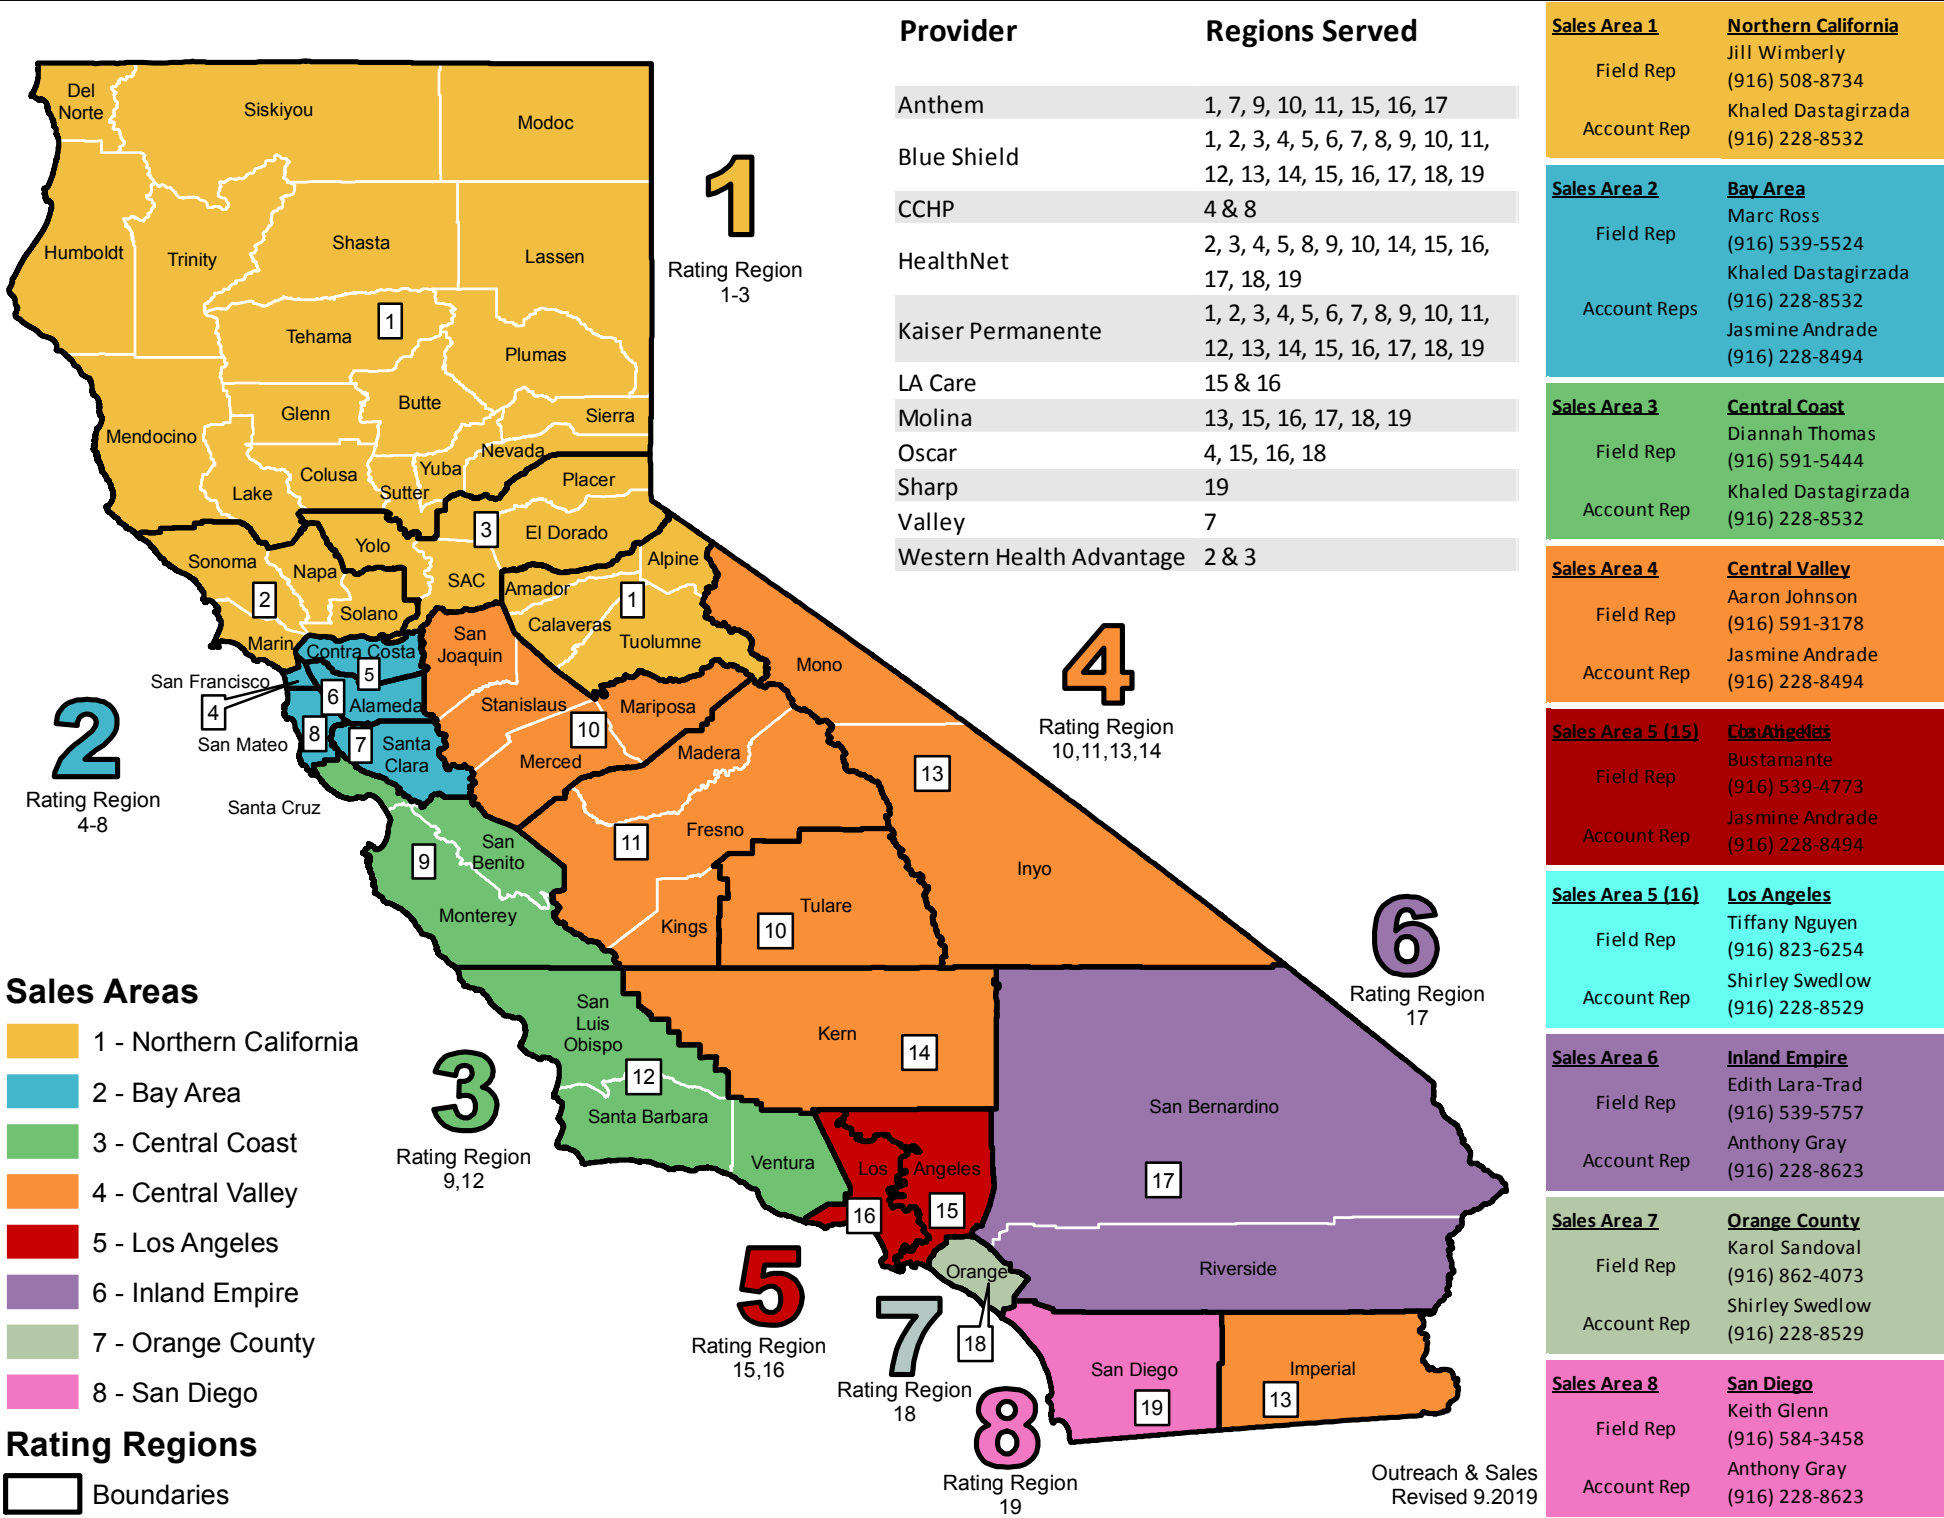 Provider Regions Served
Anthem 1, 7, 9, 10, 11, 15, 16, 17
Blue Shield 1, 2, 3, 4, 5, 6, 7, 8, 9, 10, 11,
12, 13, 14, 15, 16, 17, 18, 19
CCHP 4 & 8
HealthNet 2, 3, 4, 5, 8, 9, 10, 14, 15, 16,
17, 18, 19
Kaiser Permanente 1, 2, 3, 4, 5, 6, 7, 8, 9, 10, 11,
12, 13, 14, 15, 16, 17, 18, 19
LA Care 15 & 16
Molina 13, 15, 16, 17, 18, 19
Oscar 4, 15, 16, 18
Sharp 19
Valley 7
Western Health Advantage 2 & 3
Del
Norte
Siskiyou
Modoc
Humboldt
Trinity
Shasta
Lassen
Tehama
1
Plumas
Glenn
Butte
Sierra
Mendocino
Nevada
Colusa
Yuba
Lake
Sutter
Placer
3
El Dorado
Yolo
Sonoma
Napa
SAC
Alpine
Amador
2
1
Solano
Calaveras
Tuolumne
Marin
Contra Costa
5
San
Joaquin
Mono
San Francisco
4
6
Alameda
Stanislaus
Mariposa
10
San Mateo
8
7
Santa
Clara
Merced
Madera
13
Santa Cruz
Fresno
11
San
Benito
9
Inyo
Monterey
Kings
Tulare
10
San
Luis
Obispo
Kern
14
12
Santa Barbara
San Bernardino
Ventura
Los Angeles
17
16
15
Orange
Riverside
18
San Diego
19
Imperial
13
1
Rating Region
1-3
2
Rating Region
4-8
3
Rating Region
9,12
4
Rating Region
10,11,13,14
5
Rating Region
15,16
6
Rating Region
17
7
Rating Region
18
8
Rating Region
19
Sales Areas
1 - Northern California
2 - Bay Area
3 - Central Coast
4 - Central Valley
5 - Los Angeles
6 - Inland Empire
7 - Orange County
8 - San Diego
Rating Regions
Boundaries
Outreach & Sales
Revised 9.2019
Sales Area 1 Northern California
Jill Wimberly
Field Rep
(916) 508-8734
Khaled Dastagirzada
Account Rep
(916) 228-8532
Sales Area 2 Bay Area
Marc Ross
Field Rep
(916) 539-5524
Khaled Dastagirzada
(916) 228-8532
Account Reps
Jasmine Andrade
(916) 228-8494
Sales Area 3 Central Coast
Diannah Thomas
Field Rep
(916) 591-5444
Khaled Dastagirzada
Account Rep
(916) 228-8532
Sales Area 4 Central Valley
Aaron Johnson
Field Rep
(916) 591-3178
Jasmine Andrade
Account Rep
(916) 228-8494
Sales Area 5 (15) Los Angeles
Bustamante
Field Rep
(916) 539-4773
Jasmine Andrade
Account Rep
(916) 228-8494
Sales Area 5 (16) Los Angeles
Tiffany Nguyen
Field Rep
(916) 823-6254
Shirley Swedlow
Account Rep
(916) 228-8529
Sales Area 6 Inland Empire
Edith Lara-Trad
Field Rep
(916) 539-5757
Anthony Gray
Account Rep
(916) 228-8623
Sales Area 7 Orange County
Karol Sandoval
Field Rep
(916) 862-4073
Shirley Swedlow
Account Rep
(916) 228-8529
Sales Area 8 San Diego
Keith Glenn
Field Rep
(916) 584-3458
Anthony Gray
Account Rep
(916) 228-8623